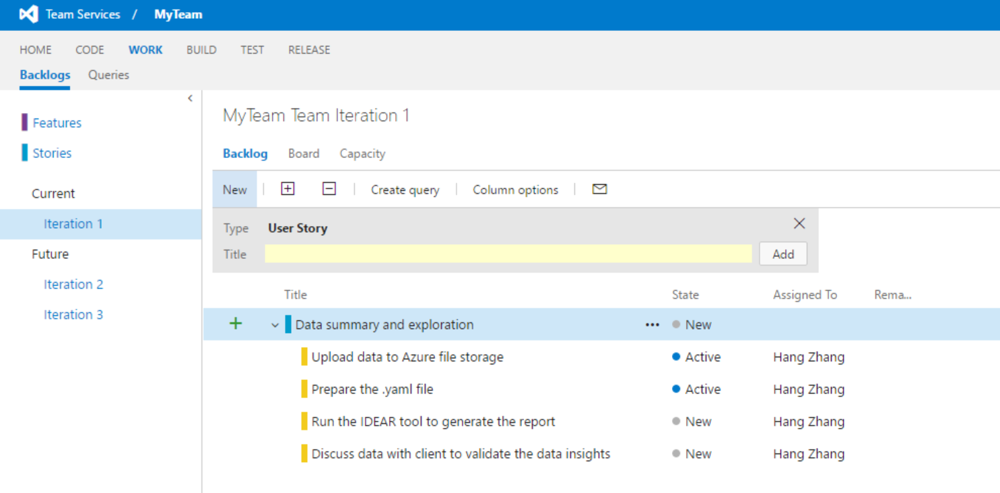 Team Services / MyTeam
HOME CODE WORK BUILD TEST RELEASE
Backlogs Queries
Features
Stories
Current
Iteration 1
Future
Iteration 2
Iteration 3
MyTeam Team Iteration 1
Backlog Board Capacity
New Create query Column options
Type User Story
Title Add
Title State Assigned To Rema...
Data summary and exploration ... New
Upload data to Azure file storage Active Hang Zhang
Prepare the .yaml file Active Hang Zhang
Run the IDEAR tool to generate the report New Hang Zhang
Discuss data with client to validate the data insights New Hang Zhang